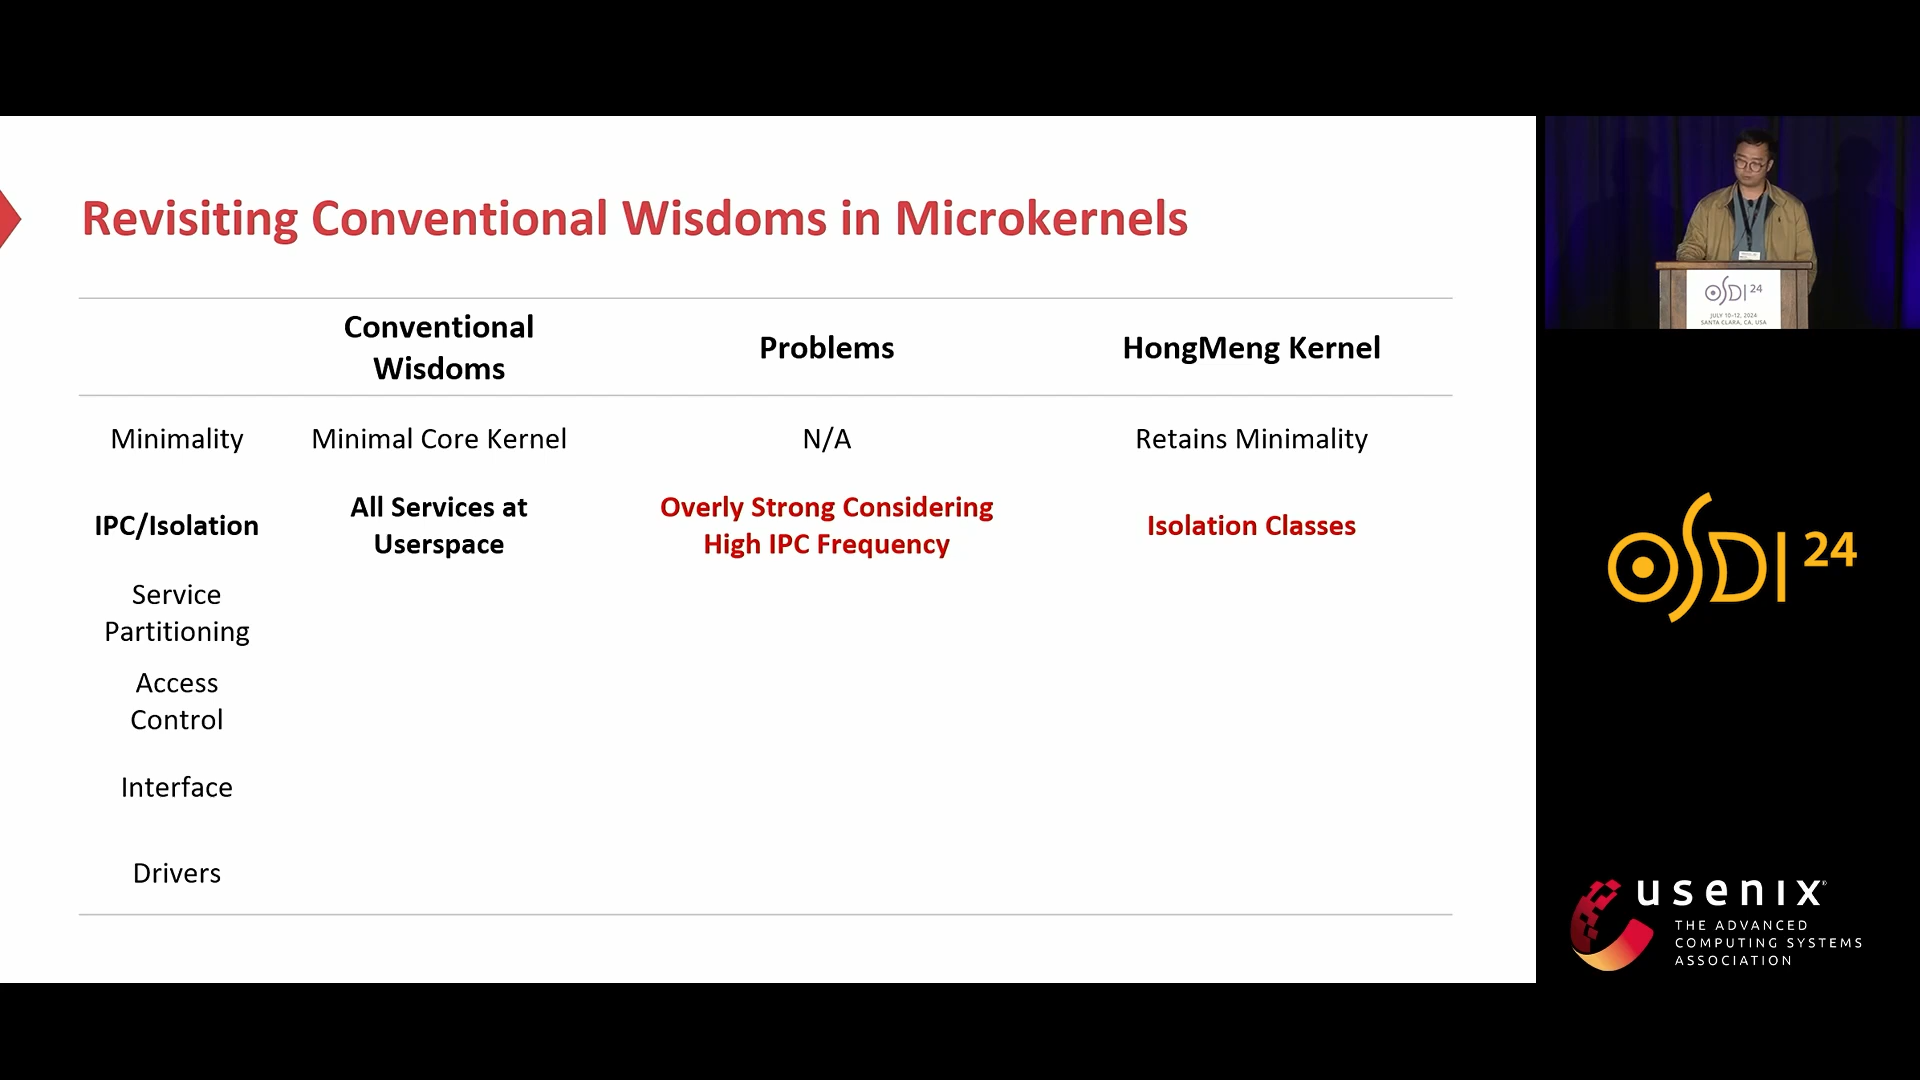 Revisiting Conventional Wisdoms in Microkernels
Conventional
Wisdoms
Problems
HongMeng Kernel
Minimality
Minimal Core Kernel
N/A
Retains Minimality
IPC/Isolation
All Services at
Userspace
Overly Strong Considering
High IPC Frequency
Isolation Classes
Service
Partitioning
Access
Control
Interface
Drivers
OSDI 24
JULY 10–12, 2024
SANTA CLARA, CA, USA
OSDI 24
usenix
THE ADVANCED
COMPUTING SYSTEMS
ASSOCIATION